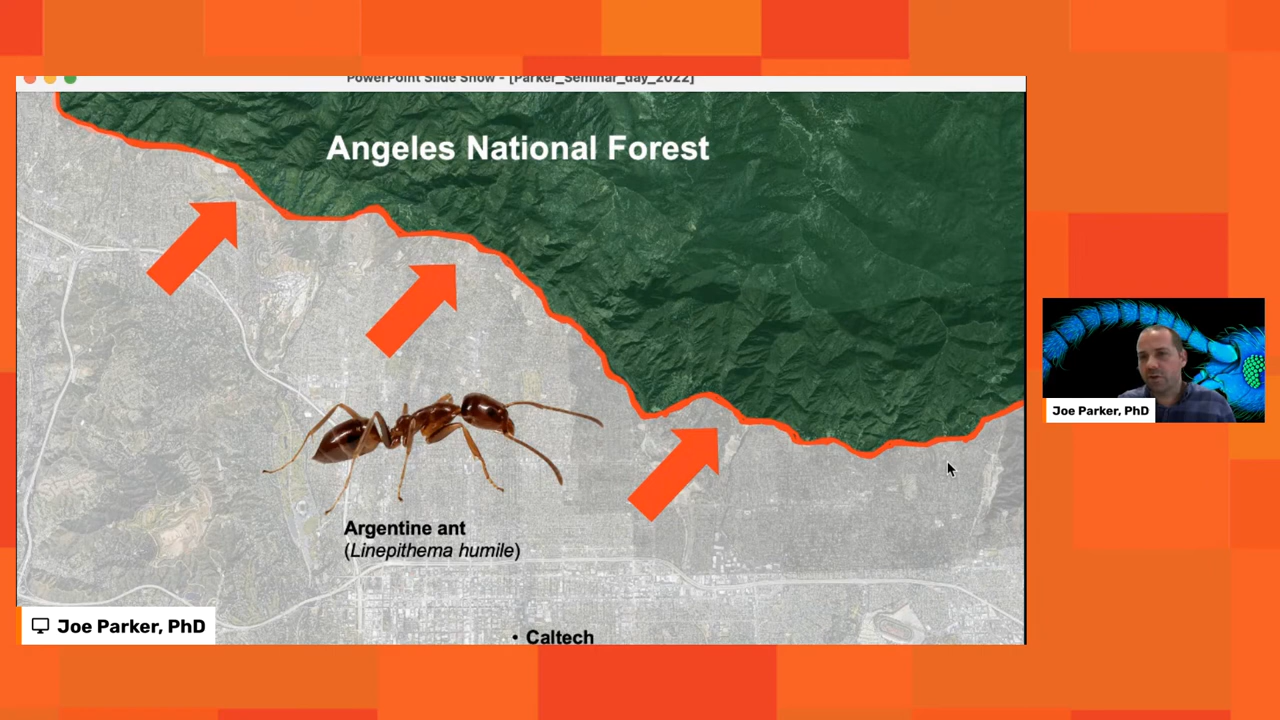 PowerPoint Slide Show - [Parker_Seminar_day_2022]
Angeles National Forest
Argentine ant
(Linepithema humile)
• Caltech
Joe Parker, PhD
Joe Parker, PhD